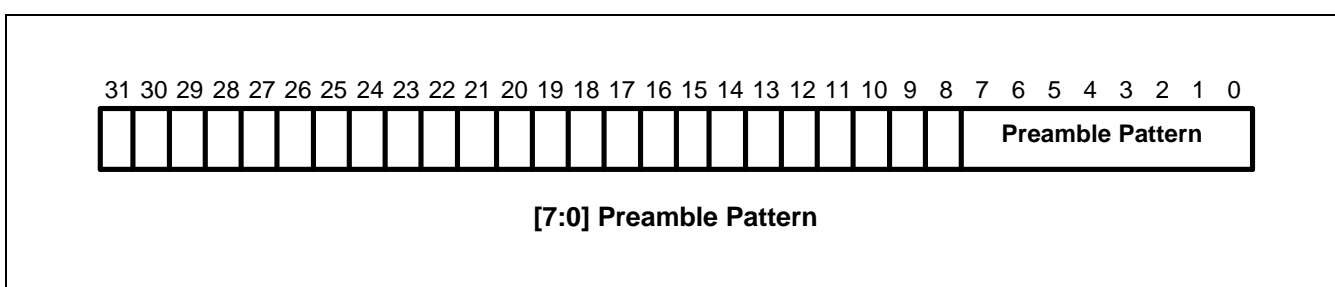 31 30 29 28 27 26 25 24 23 22 21 20 19 18 17 16 15 14 13 12 11 10 9 8 7 6 5 4 3 2 1 0
Preamble Pattern
[7:0] Preamble Pattern